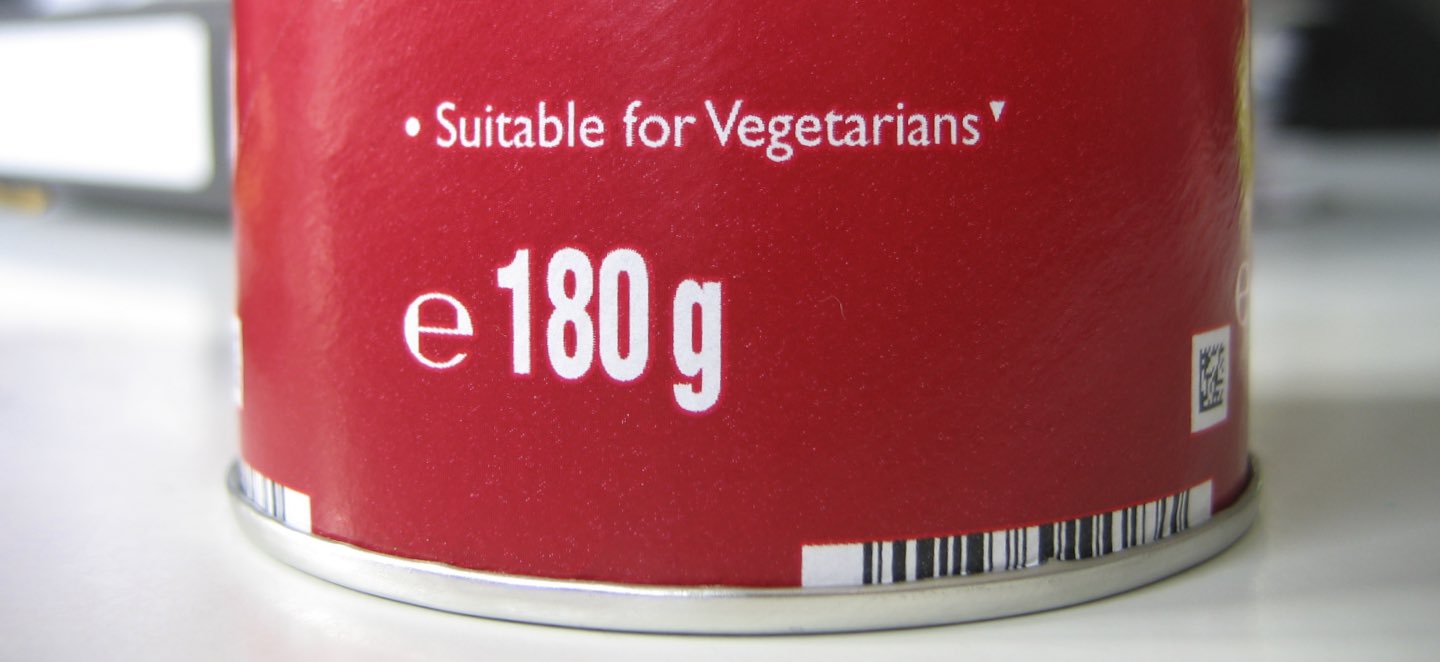 • Suitable for Vegetarians▼
℮ 180 g